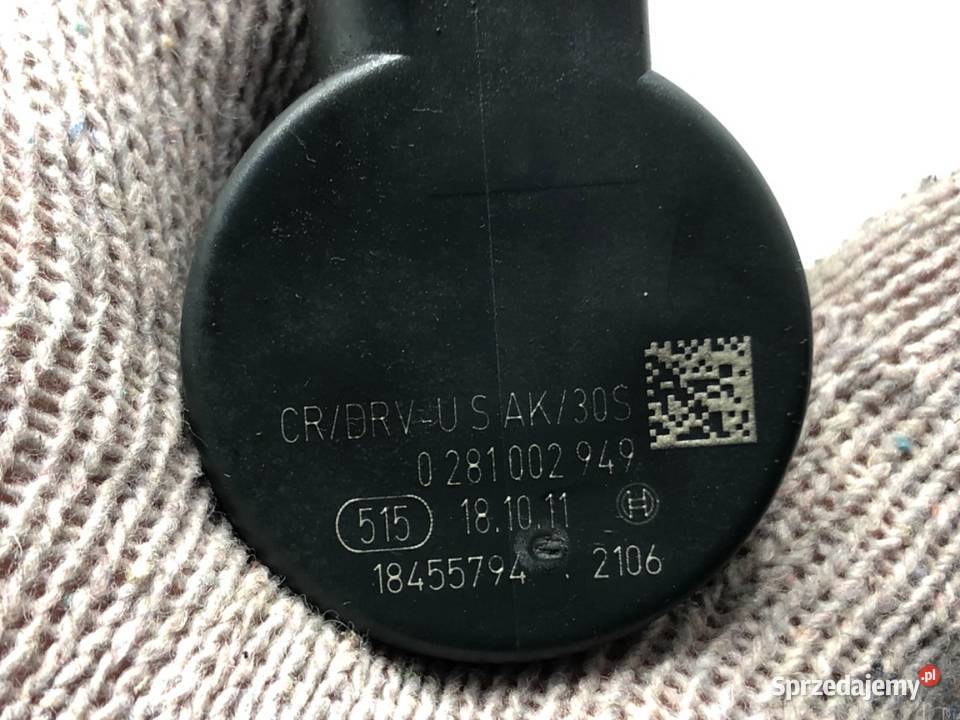 CR/DRV-U S AK/30S
0 281 002 949
515 18.10.11
18455794 . 2106
Sprzedajemy.pl